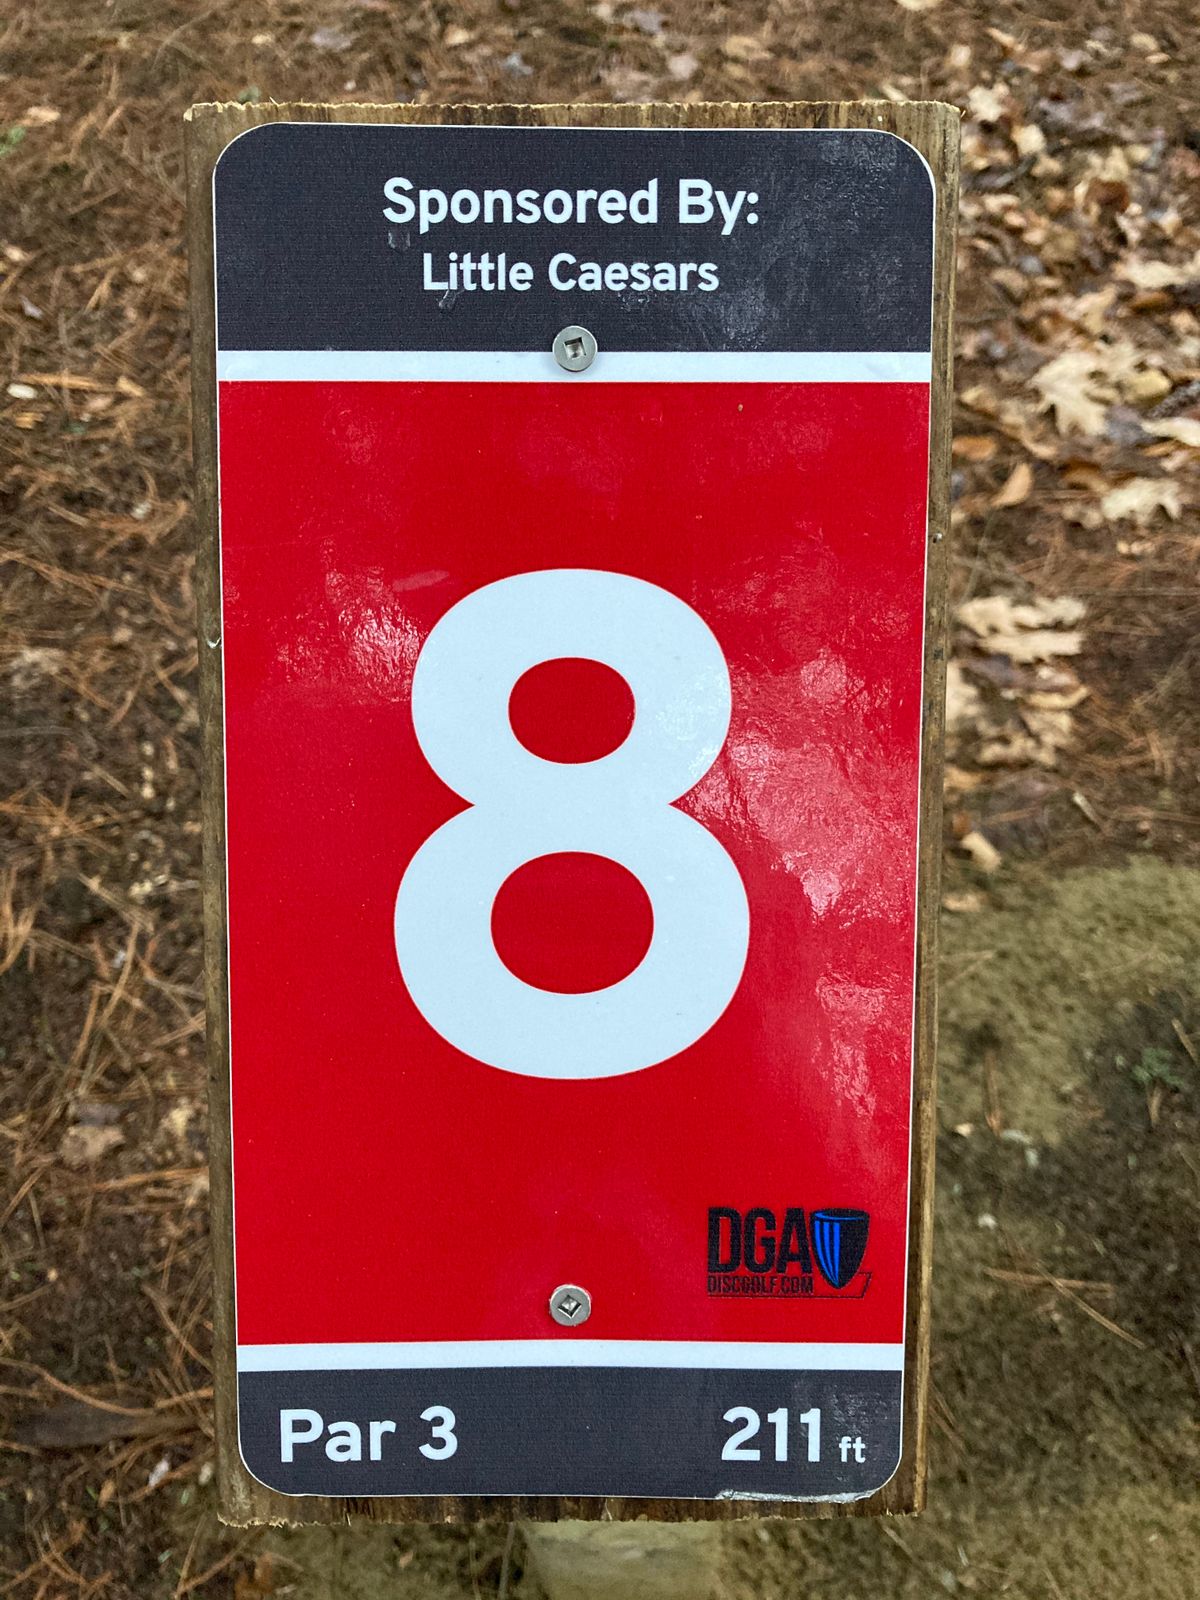 Sponsored By:
Little Caesars
8
DGA
DISCGOLF.COM
Par 3
211 ft